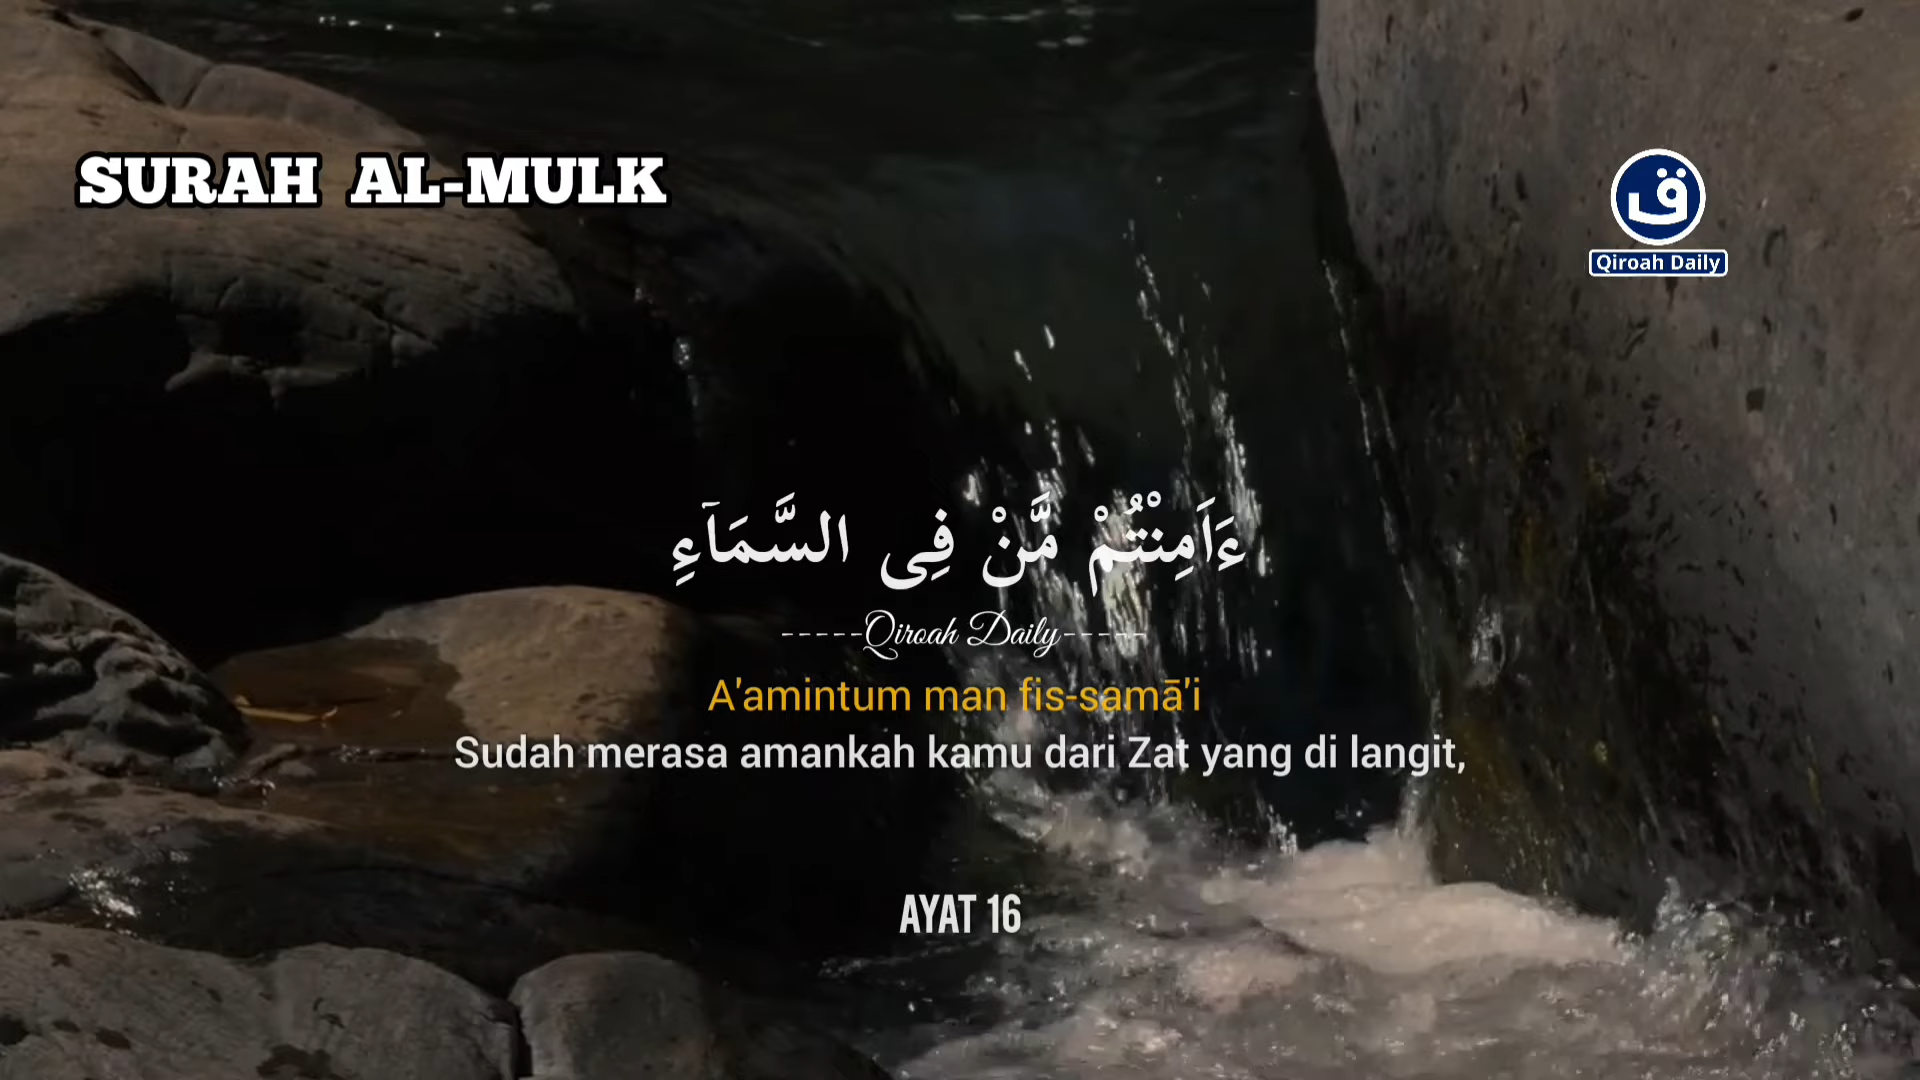 SURAH AL-MULK
ق
Qiroah Daily
ءَاَمِنْتُمْ مَّنْ فِى السَّمَآءِ
-----Qiroah Daily-----
A'amintum man fis-samā'i
Sudah merasa amankah kamu dari Zat yang di langit,
AYAT 16